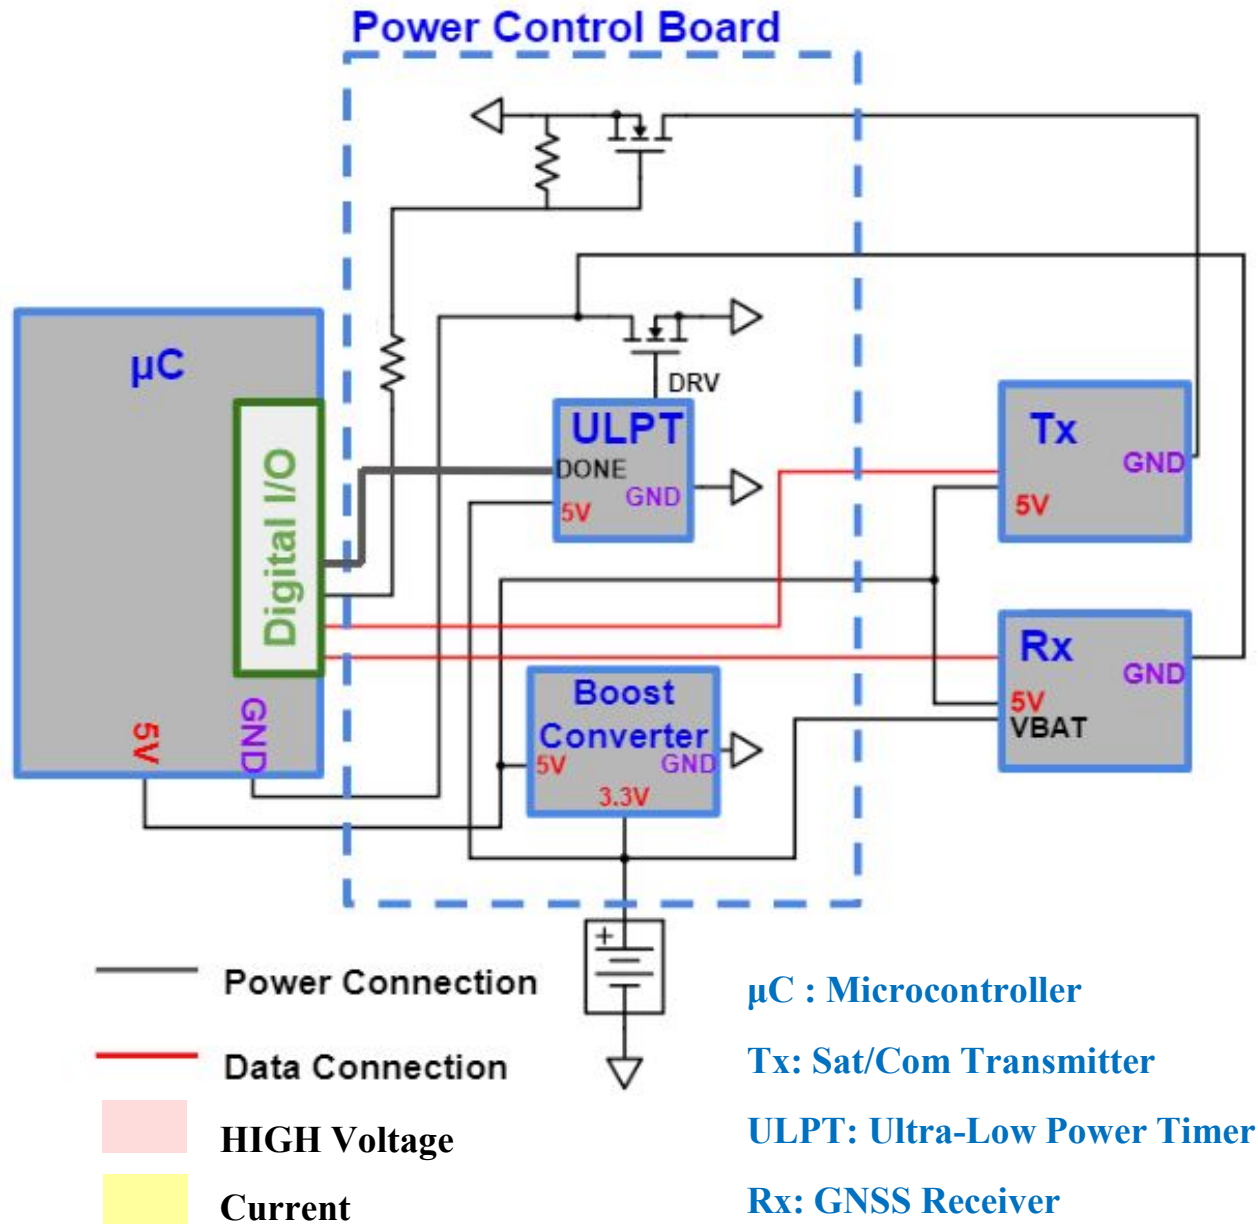 Power Control Board
µC
Digital I/O
5V
GND
DRV
ULPT
DONE
GND
5V
Tx
GND
5V
Rx
GND
5V
VBAT
Boost
Converter
5V
GND
3.3V
+
Power Connection
Data Connection
HIGH Voltage
Current
µC : Microcontroller
Tx: Sat/Com Transmitter
ULPT: Ultra-Low Power Timer
Rx: GNSS Receiver